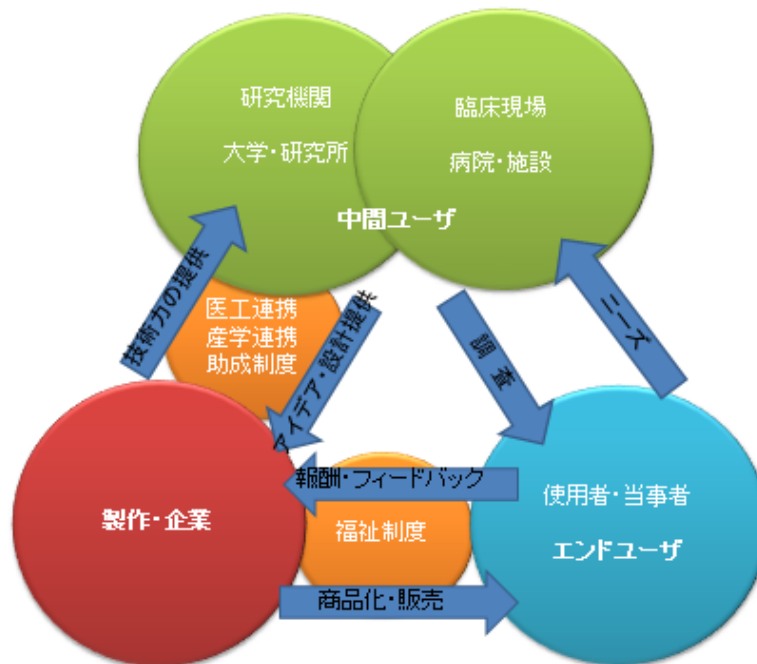 研究機関
大学・研究所
臨床現場
病院・施設
中間ユーザ
技術力の提供
医工連携
産学連携
助成制度
アイデア・設計提供
調査
ニーズ
製作・企業
報酬・フィードバック
福祉制度
商品化・販売
使用者・当事者
エンドユーザ